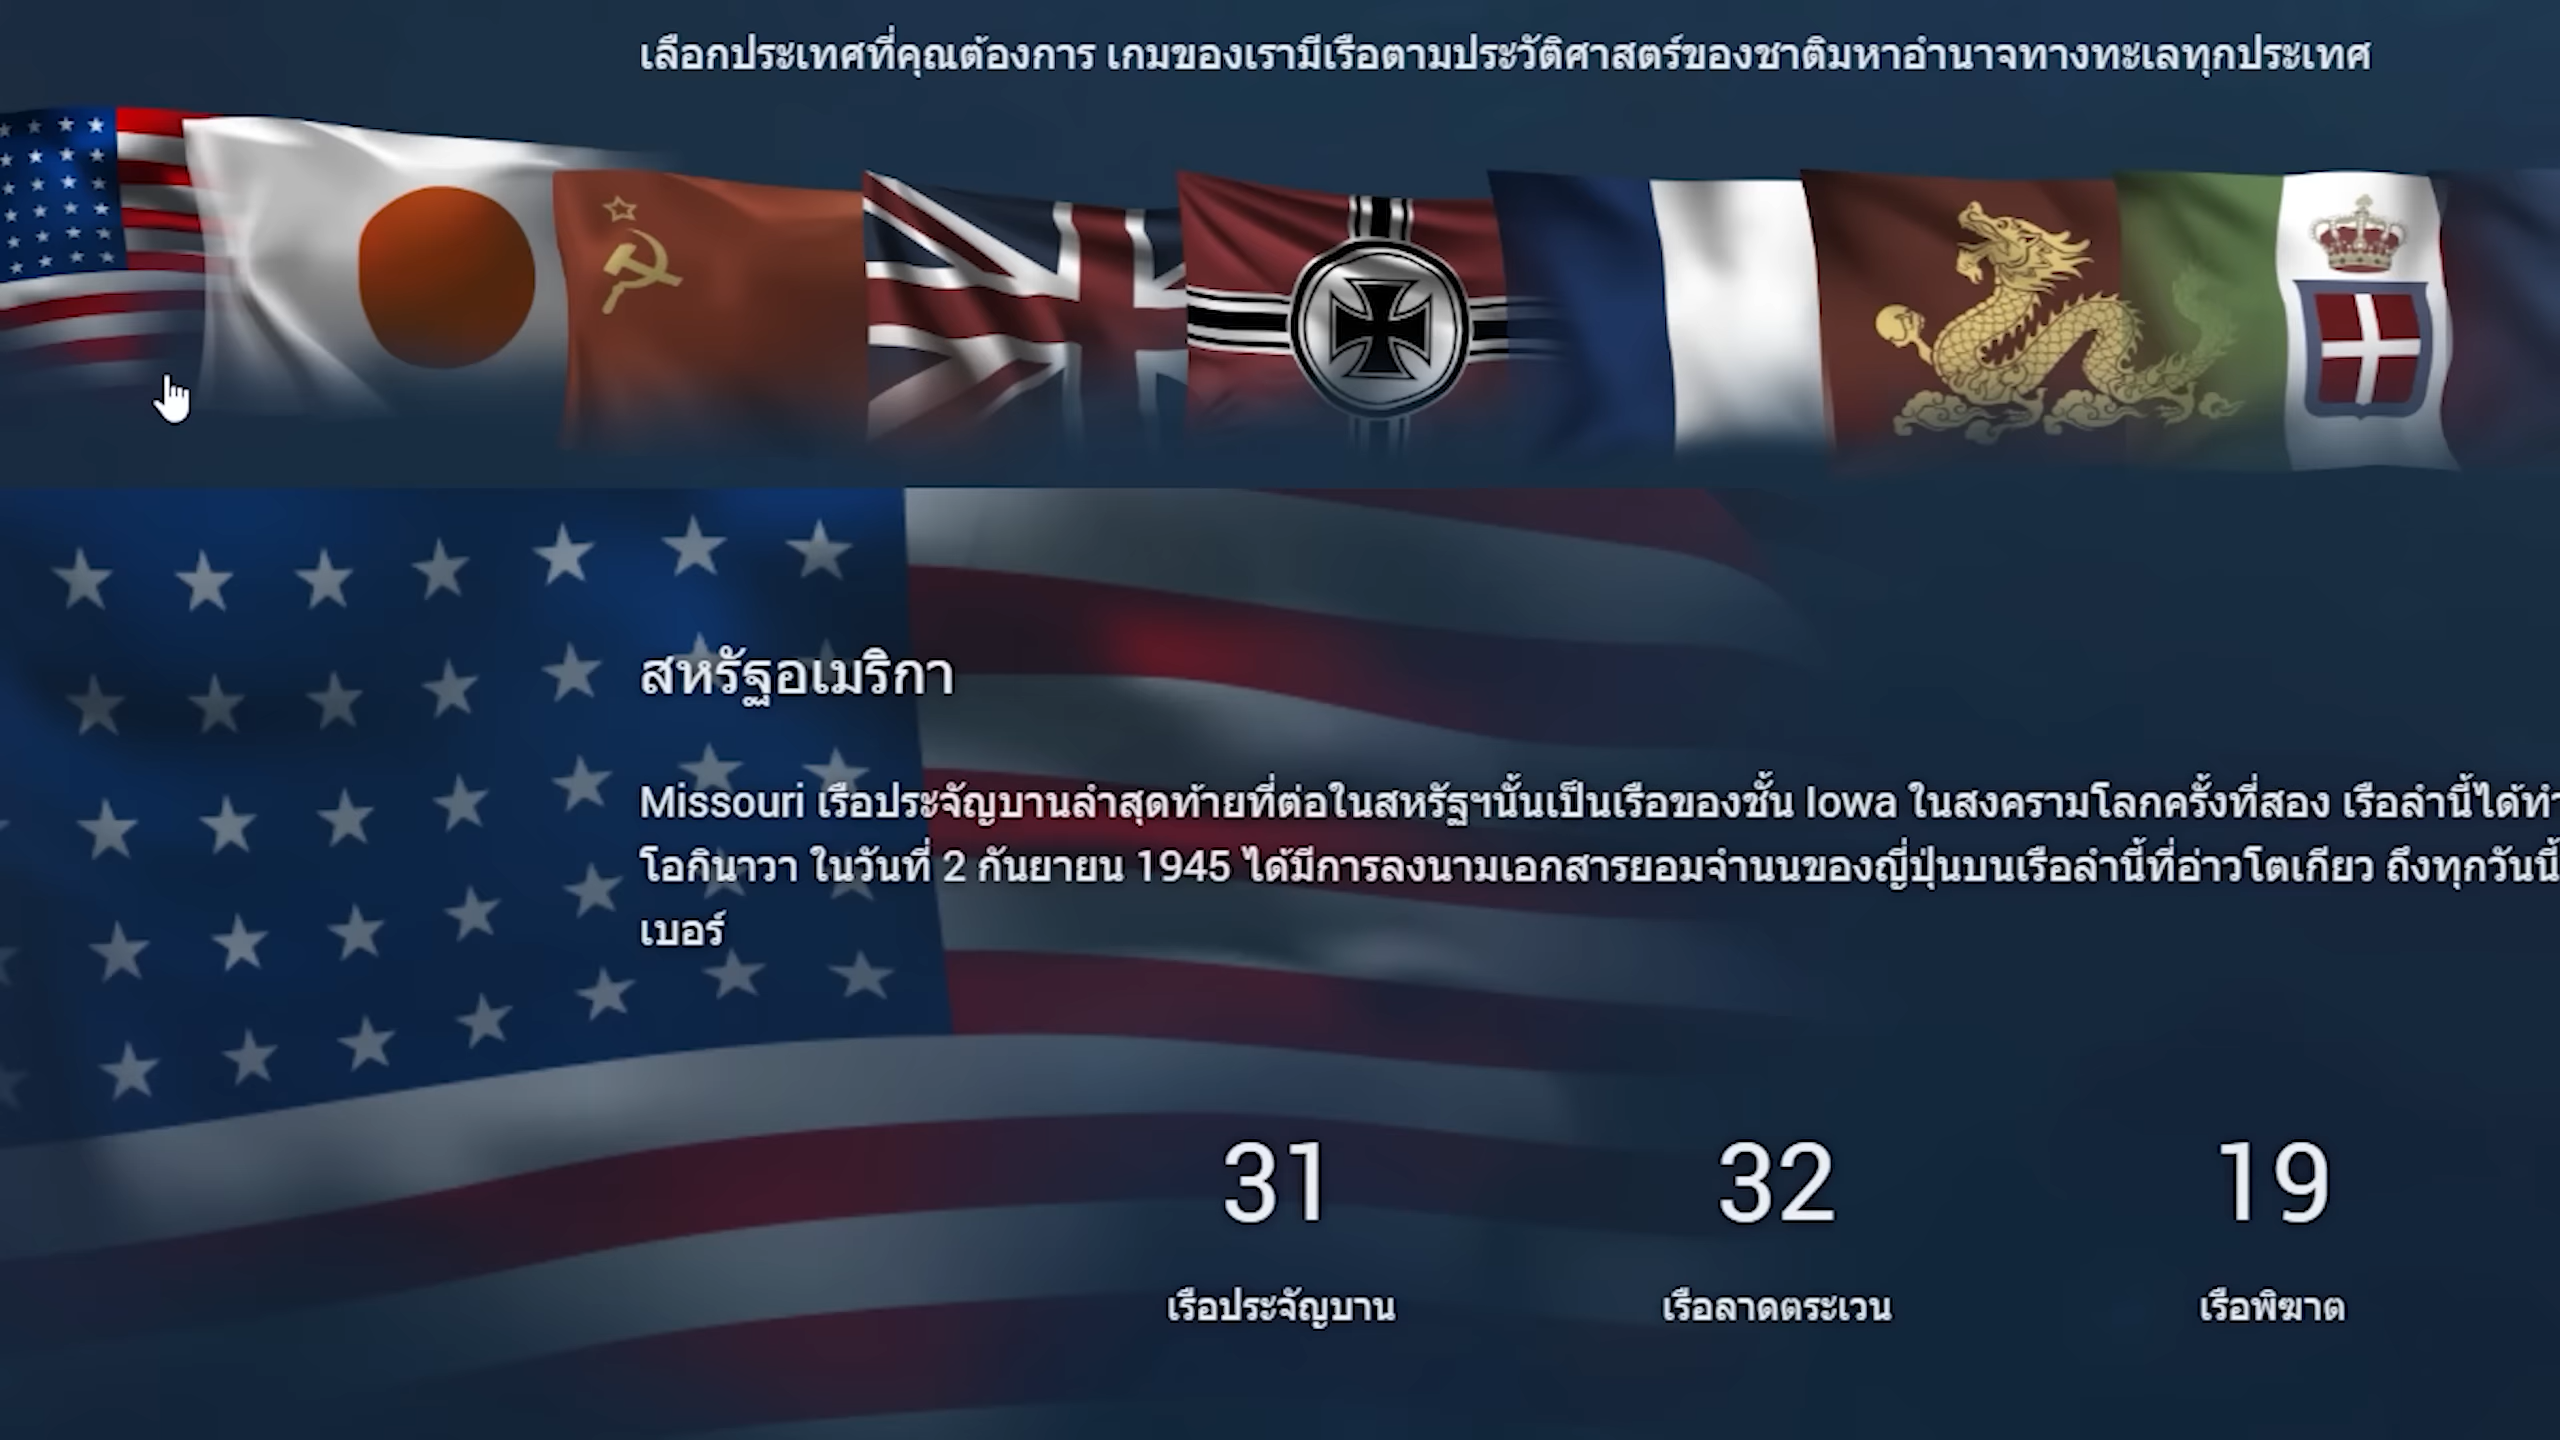 เลือกประเทศที่คุณต้องการ เกมของเรามีเรือตามประวัติศาสตร์ของชาติมหาอำนาจทางทะเลทุกประเทศ
สหรัฐอเมริกา
Missouri เรือประจัญบานลำสุดท้ายที่ต่อในสหรัฐฯนั้นเป็นเรือของชั้น Iowa ในสงครามโลกครั้งที่สอง เรือลำนี้ได้
โอกินาวา ในวันที่ 2 กันยายน 1945 ได้มีการลงนามเอกสารยอมจำนนของญี่ปุ่นบนเรือลำนี้ที่อ่าวโตเกียว ถึงทุกวันนี้
เบอร์
31 32 19
เรือประจัญบาน เรือลาดตระเวน เรือพิฆาต